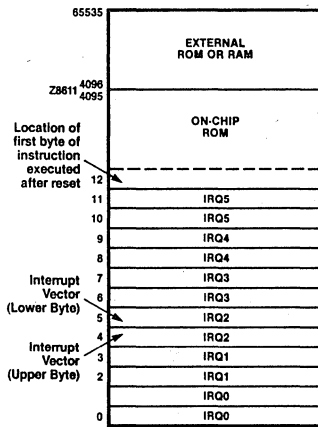 65535
EXTERNAL
ROM OR RAM
Z8611 4096
4095
ON-CHIP
ROM
Location of
first byte of
instruction
executed
after reset
12
11 IRQ5
10 IRQ5
9 IRQ4
8 IRQ4
7 IRQ3
6 IRQ3
Interrupt
Vector
(Lower Byte)
5 IRQ2
4 IRQ2
Interrupt
Vector
(Upper Byte)
3 IRQ1
2 IRQ1
IRQ0
0 IRQ0